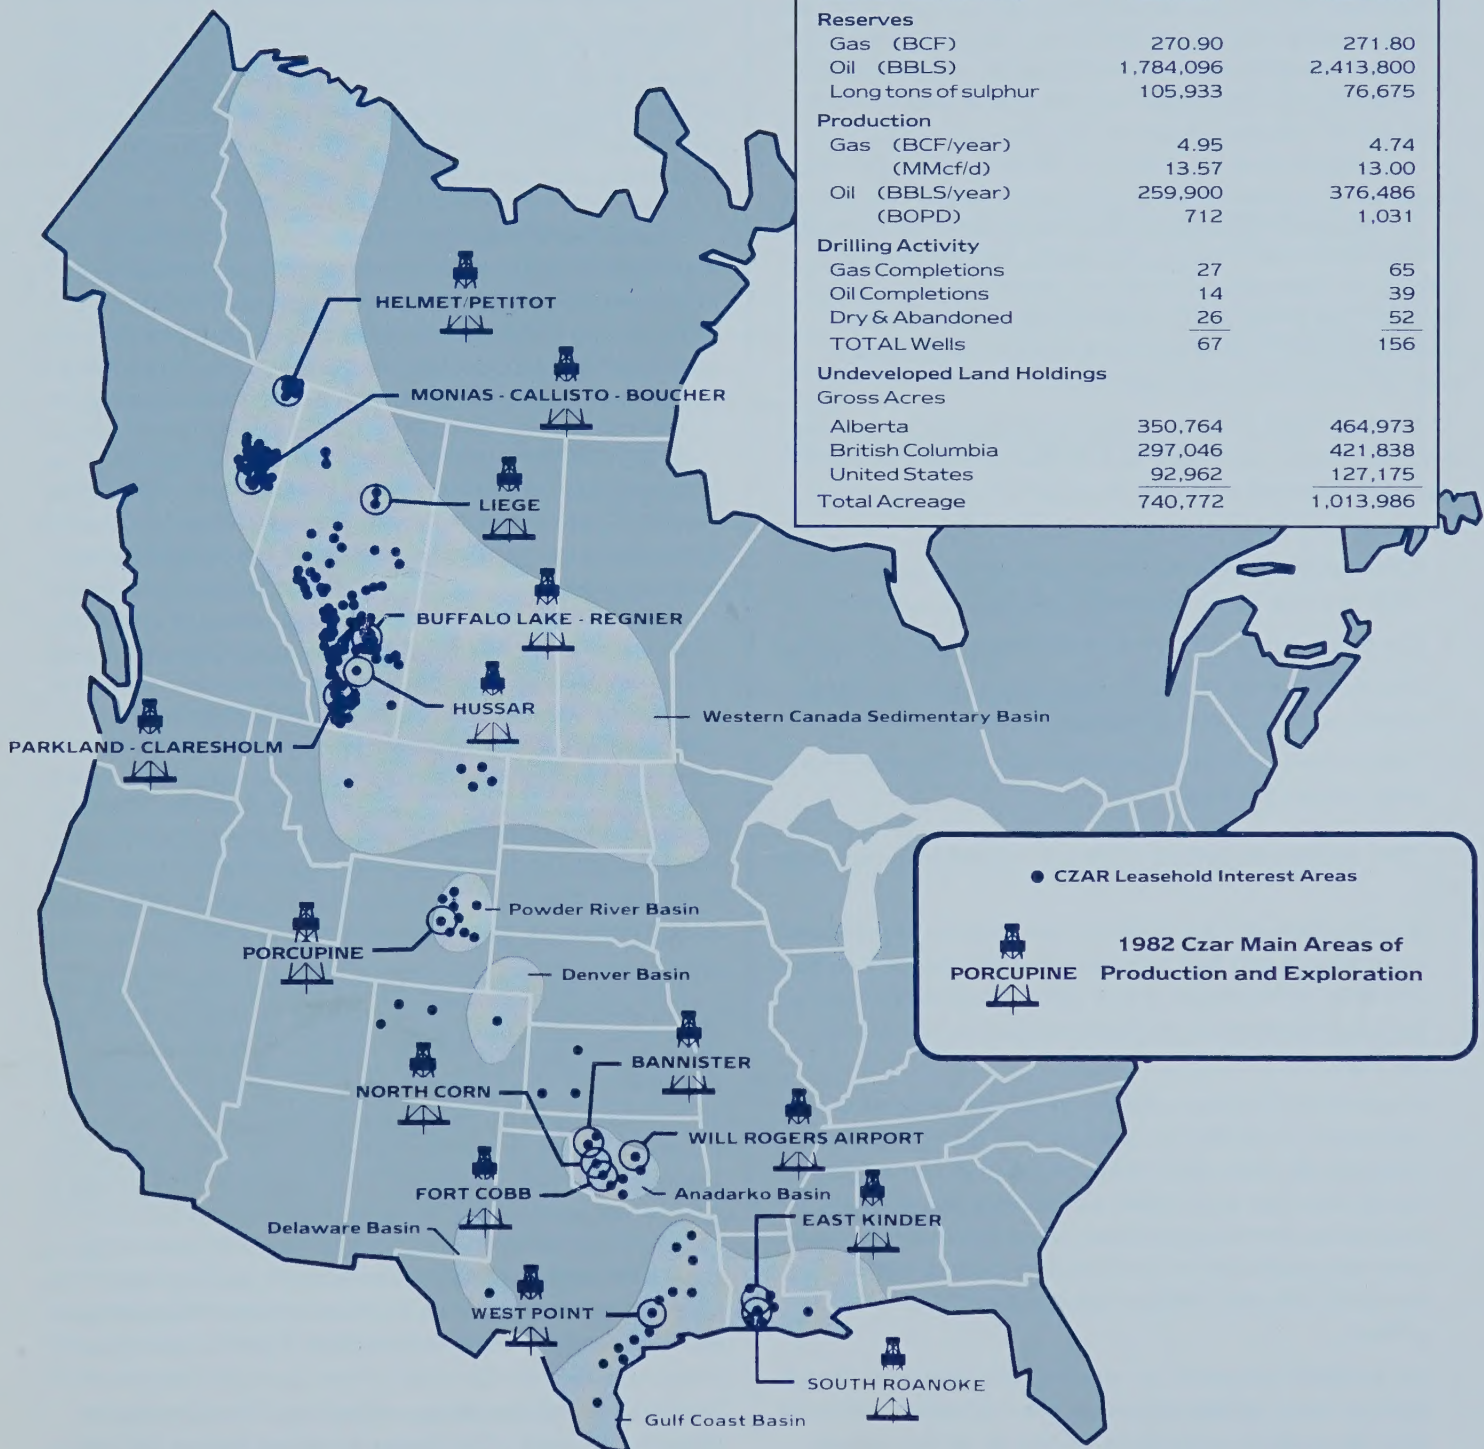 Reserves
Gas (BCF) 270.90 271.80
Oil (BBLS) 1,784,096 2,413,800
Long tons of sulphur 105,933 76,675
Production
Gas (BCF/year) 4.95 4.74
(MMcf/d) 13.57 13.00
Oil (BBLS/year) 259,900 376,486
(BOPD) 712 1,031
Drilling Activity
Gas Completions 27 65
Oil Completions 14 39
Dry & Abandoned 26 52
TOTAL Wells 67 156
Undeveloped Land Holdings
Gross Acres
Alberta 350,764 464,973
British Columbia 297,046 421,838
United States 92,962 127,175
Total Acreage 740,772 1,013,986
HELMET/PETITOT
MONIAS - CALLISTO - BOUCHER
LIEGE
BUFFALO LAKE - REGNIER
HUSSAR
Western Canada Sedimentary Basin
PARKLAND - CLARESHOLM
CZAR Leasehold Interest Areas
1982 Czar Main Areas of
PORCUPINE Production and Exploration
Powder River Basin
PORCUPINE
Denver Basin
BANNISTER
NORTH CORN
WILL ROGERS AIRPORT
FORT COBB
Anadarko Basin
EAST KINDER
Delaware Basin
WEST POINT
SOUTH ROANOKE
Gulf Coast Basin